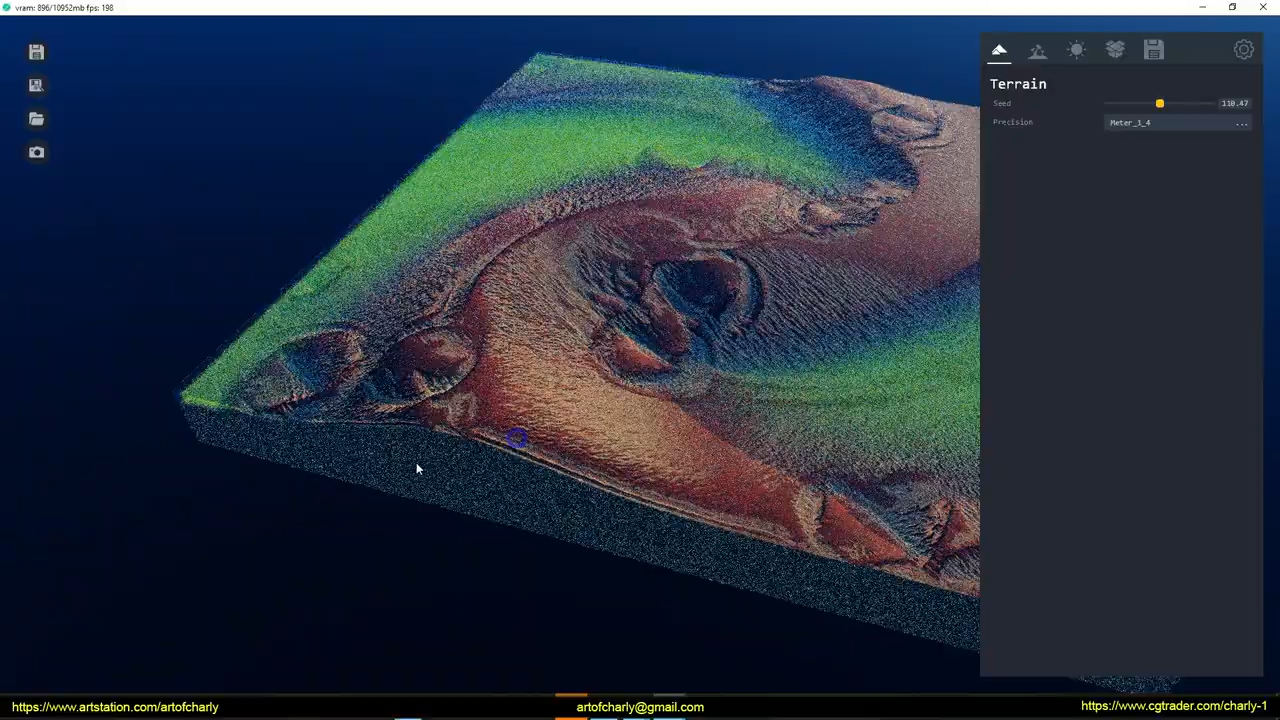 vram: 896/10952mb fps: 198
Terrain
Seed 110.47
Precision Meter_1_4 ...
https://www.artstation.com/artofcharly
artofcharly@gmail.com
https://www.cgtrader.com/charly-1